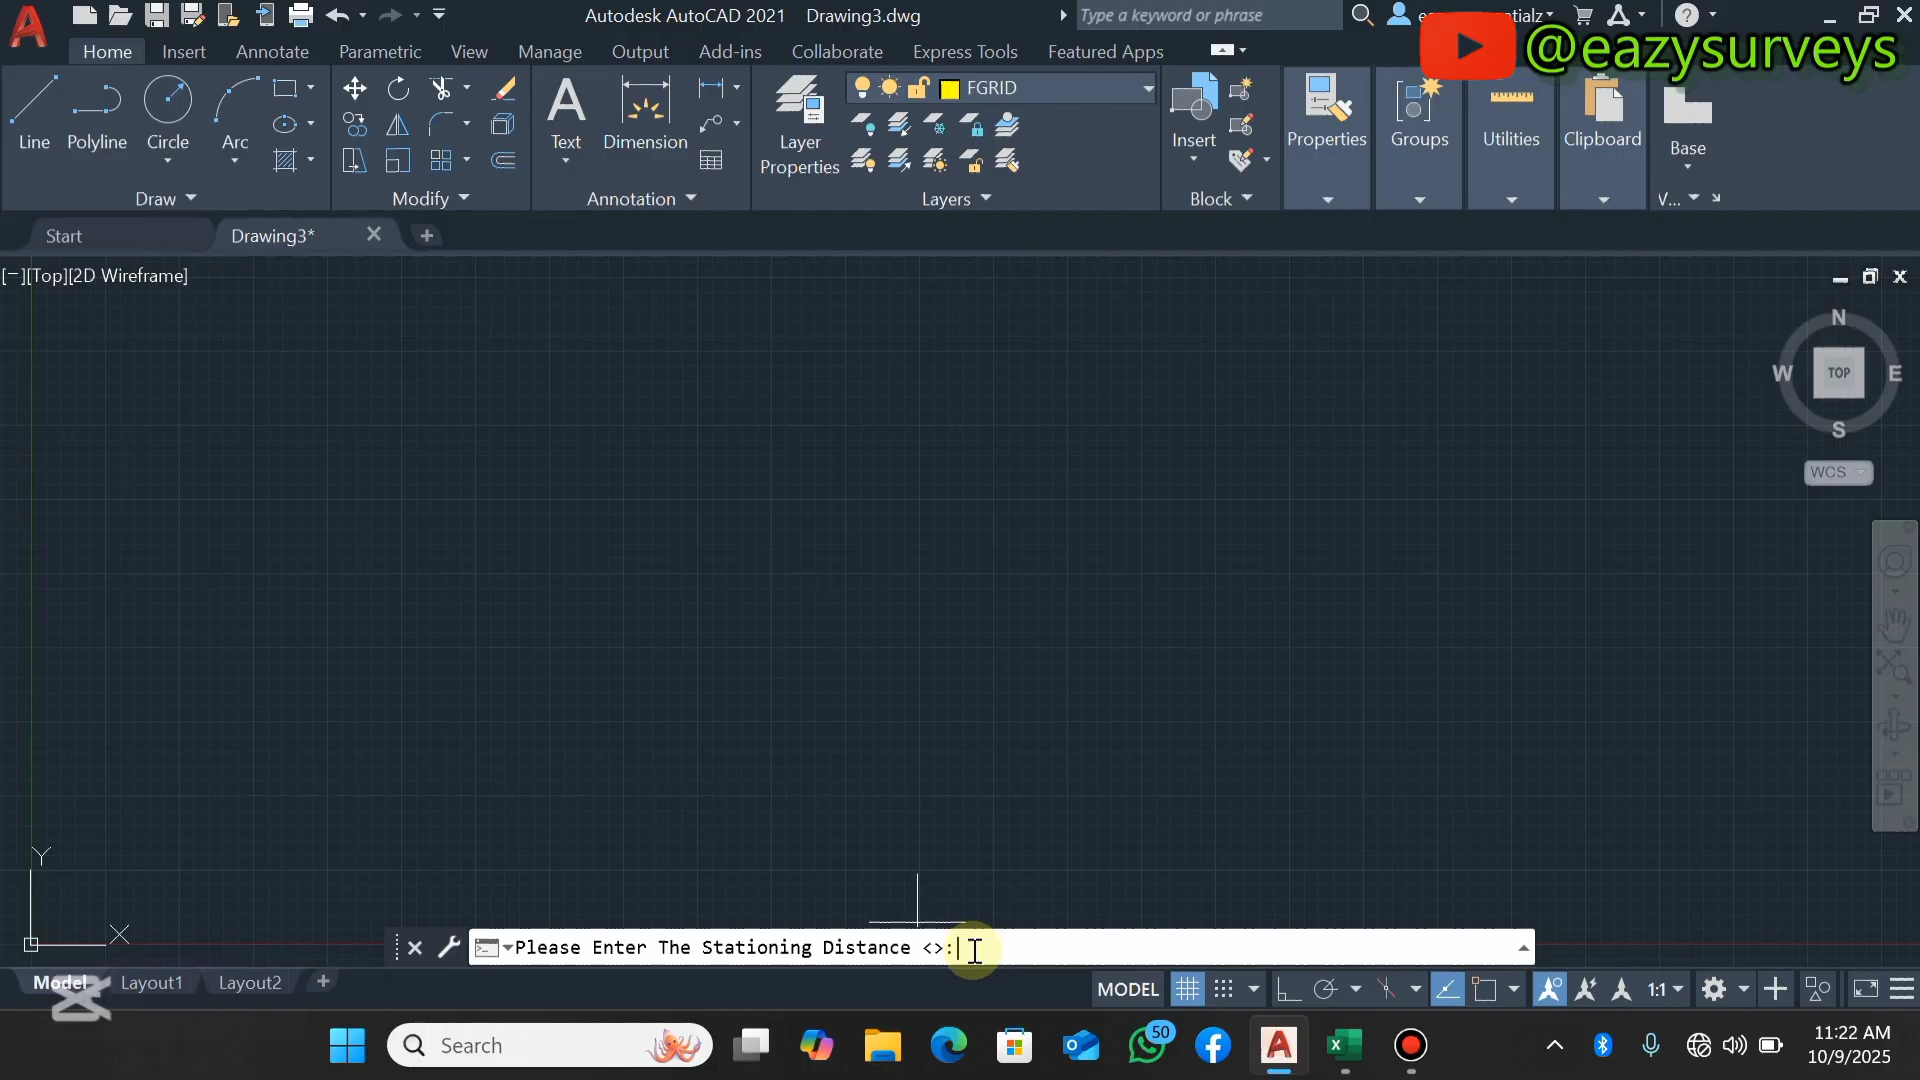 Autodesk AutoCAD 2021 Drawing3.dwg
Type a keyword or phrase
@eazysurveys
Home Insert Annotate Parametric View Manage Output Add-ins Collaborate Express Tools Featured Apps
FGRID
Line Polyline Circle Arc
Text Dimension
Layer
Properties
Insert
Properties Groups Utilities Clipboard
Base
Draw Modify Annotation Layers Block V...
Start Drawing3*
[−][Top][2D Wireframe]
N
W TOP E
S
WCS
Y
X
Please Enter The Stationing Distance <>:
Model Layout1 Layout2
MODEL 1:1
Search
50
11:22 AM
10/9/2025